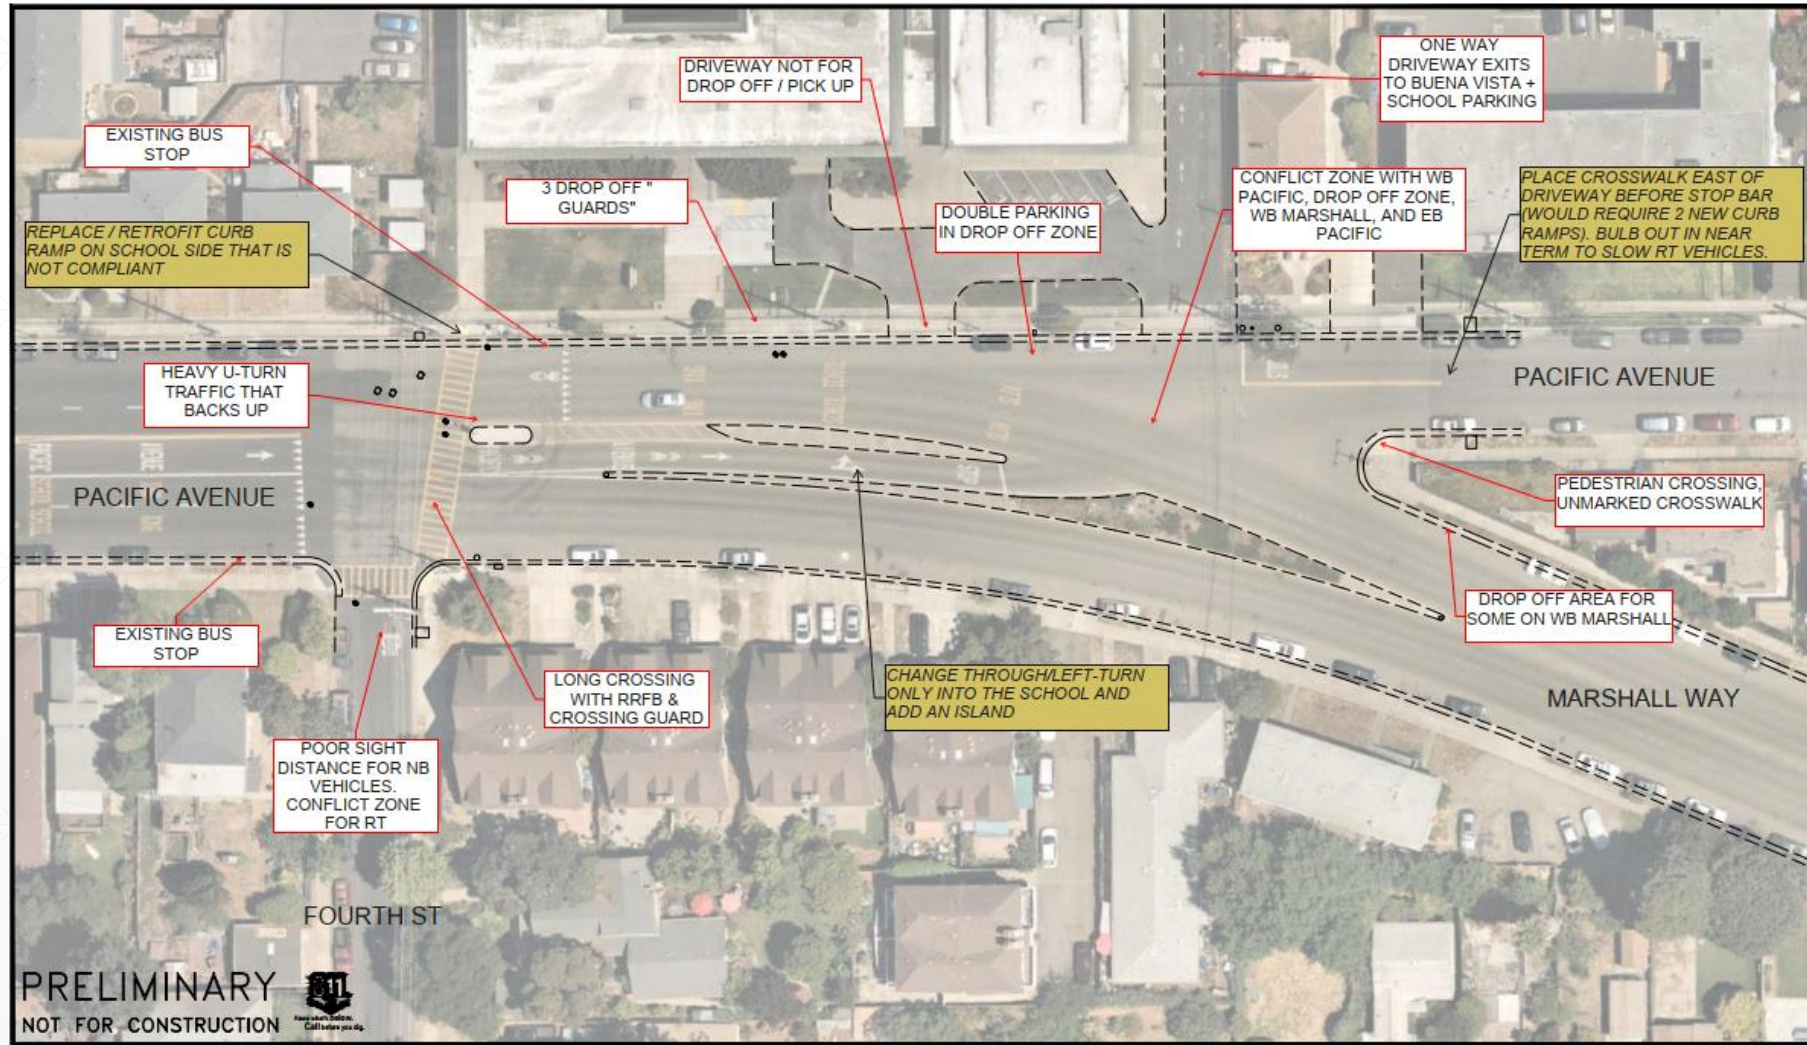 ONE WAY
DRIVEWAY EXITS
TO BUENA VISTA +
SCHOOL PARKING
DRIVEWAY NOT FOR
DROP OFF / PICK UP
EXISTING BUS
STOP
3 DROP OFF "
GUARDS"
CONFLICT ZONE WITH WB
PACIFIC, DROP OFF ZONE,
WB MARSHALL, AND EB
PACIFIC
PLACE CROSSWALK EAST OF
DRIVEWAY BEFORE STOP BAR
(WOULD REQUIRE 2 NEW CURB
RAMPS). BULB OUT IN NEAR
TERM TO SLOW RT VEHICLES.
DOUBLE PARKING
IN DROP OFF ZONE
REPLACE / RETROFIT CURB
RAMP ON SCHOOL SIDE THAT IS
NOT COMPLIANT
HEAVY U-TURN
TRAFFIC THAT
BACKS UP
PACIFIC AVENUE
PACIFIC AVENUE
PEDESTRIAN CROSSING,
UNMARKED CROSSWALK
DROP OFF AREA FOR
SOME ON WB MARSHALL
EXISTING BUS
STOP
LONG CROSSING
WITH RRFB &
CROSSING GUARD
CHANGE THROUGH/LEFT-TURN
ONLY INTO THE SCHOOL AND
ADD AN ISLAND
MARSHALL WAY
POOR SIGHT
DISTANCE FOR NB
VEHICLES.
CONFLICT ZONE
FOR RT
FOURTH ST
PRELIMINARY
NOT FOR CONSTRUCTION
811
Know what's below.
Call before you dig.